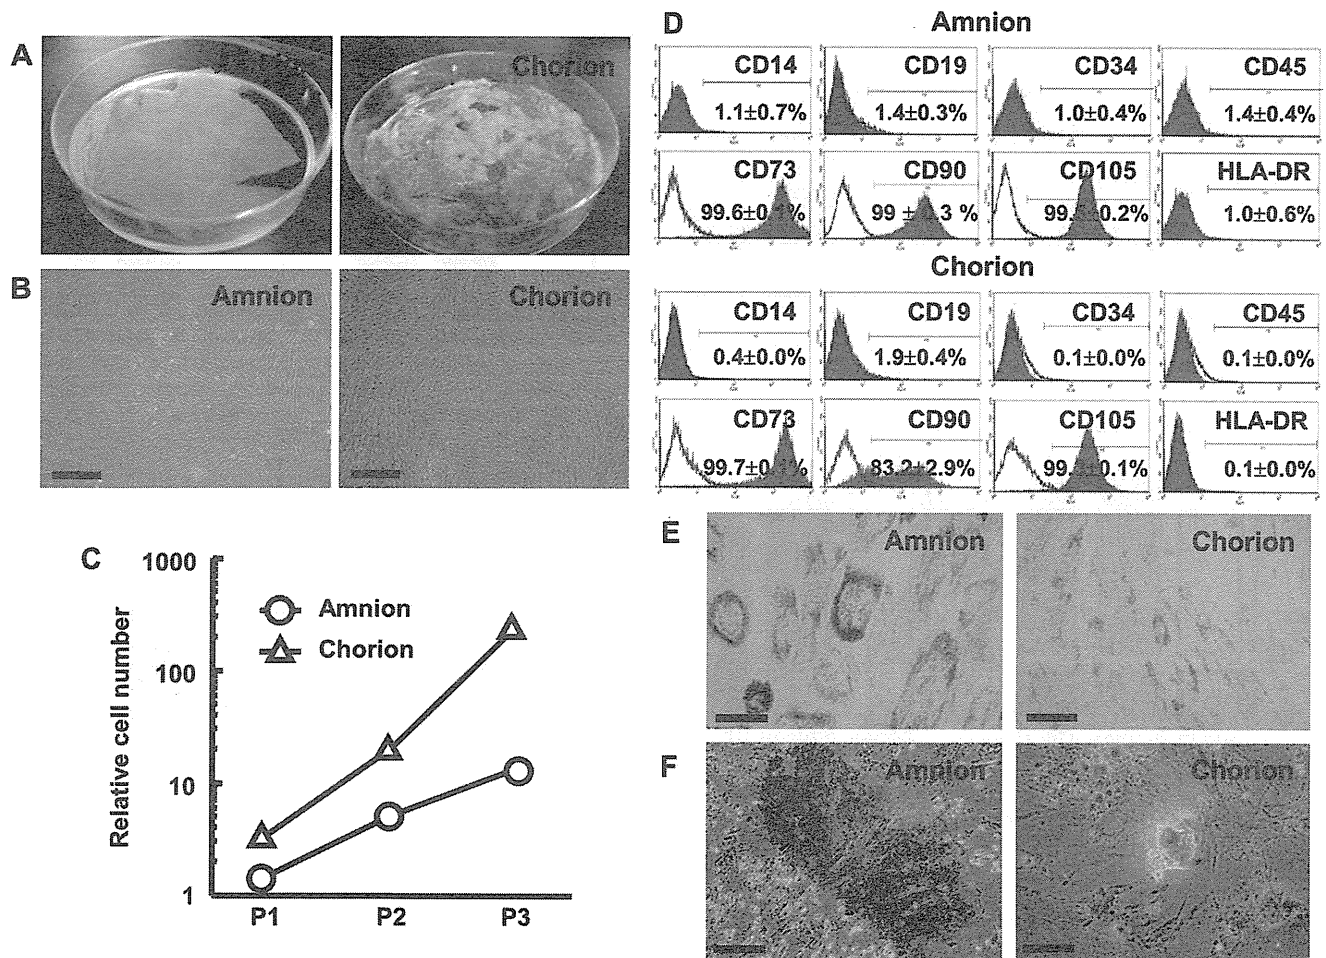 A
Chorion
B
Amnion
Chorion
C
1000
100
10
1
Relative cell number
Amnion
Chorion
P1
P2
P3
D
Amnion
CD14
1.1±0.7%
CD19
1.4±0.3%
CD34
1.0±0.4%
CD45
1.4±0.4%
CD73
CD90
CD105
HLA-DR
1.0±0.6%
Chorion
CD14
0.4±0.0%
CD19
1.9±0.4%
CD34
0.1±0.0%
CD45
0.1±0.0%
CD73
CD90
83.2±2.9%
CD105
HLA-DR
0.1±0.0%
E
Amnion
Chorion
F
Amnion
Chorion